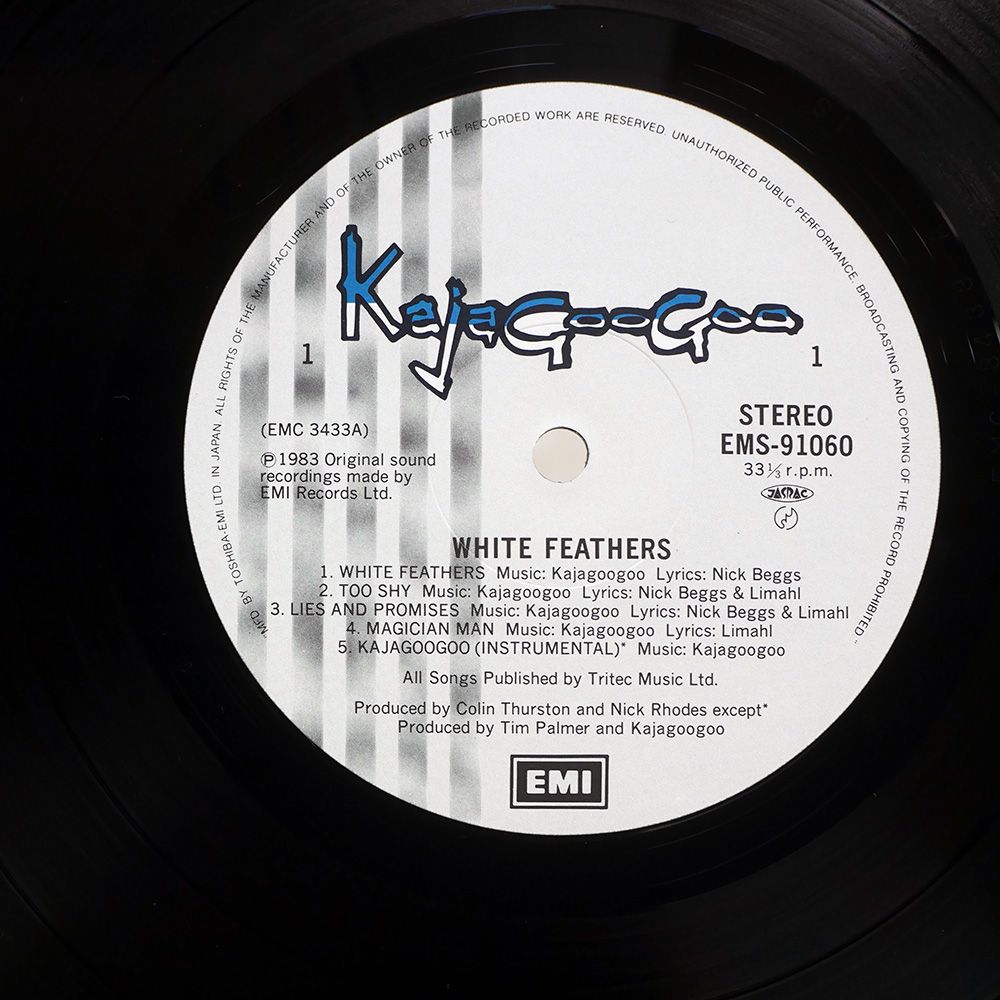 "MFD BY TOSHIBA-EMI LTD. IN JAPAN. ALL RIGHTS OF THE MANUFACTURER AND OF THE OWNER OF THE RECORDED WORK ARE RESERVED. UNAUTHORIZED PUBLIC PERFORMANCE. BROADCASTING AND COPYING OF THE RECORD PROHIBITED"
KajaGooGoo
1 1
(EMC 3433A)
℗1983 Original sound
recordings made by
EMI Records Ltd.
STEREO
EMS-91060
33⅓ r.p.m.
JASRAC
WHITE FEATHERS
1. WHITE FEATHERS Music: Kajagoogoo Lyrics: Nick Beggs
2. TOO SHY Music: Kajagoogoo Lyrics: Nick Beggs & Limahl
3. LIES AND PROMISES Music: Kajagoogoo Lyrics: Nick Beggs & Limahl
4. MAGICIAN MAN Music: Kajagoogoo Lyrics: Limahl
5. KAJAGOOGOO (INSTRUMENTAL)* Music: Kajagoogoo
All Songs Published by Tritec Music Ltd.
Produced by Colin Thurston and Nick Rhodes except*
Produced by Tim Palmer and Kajagoogoo
EMI